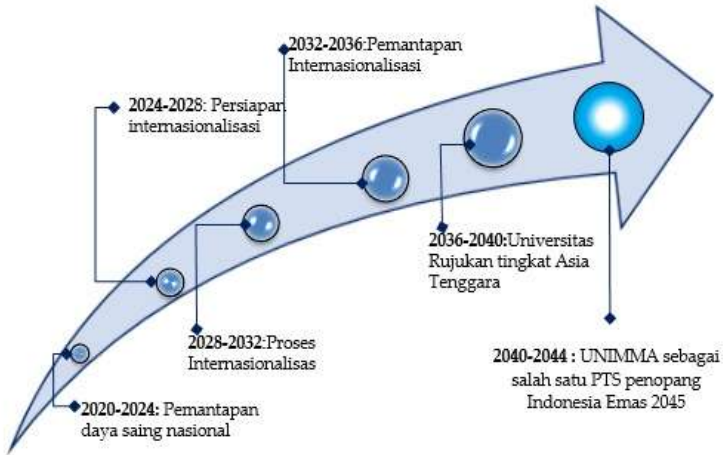 2032-2036:Pemantapan
Internasionalisasi
2024-2028: Persiapan
internasionalisasi
2036-2040:Universitas
Rujukan tingkat Asia
Tenggara
2028-2032:Proses
Internasionalisas
2040-2044 : UNIMMA sebagai
salah satu PTS penopang
Indonesia Emas 2045
2020-2024: Pemantapan
daya saing nasional